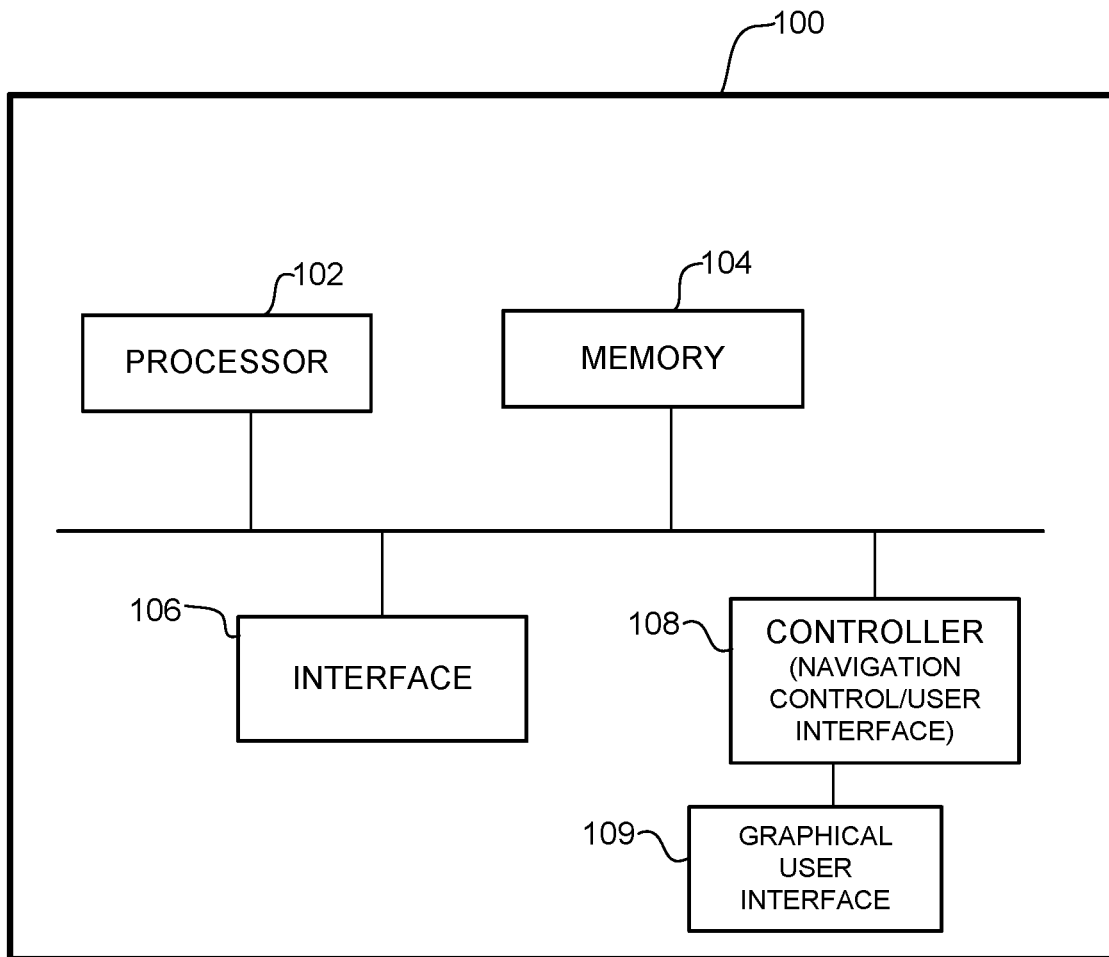 100
102
104
PROCESSOR
MEMORY
106
INTERFACE
108
CONTROLLER
(NAVIGATION
CONTROL/USER
INTERFACE)
109
GRAPHICAL
USER
INTERFACE